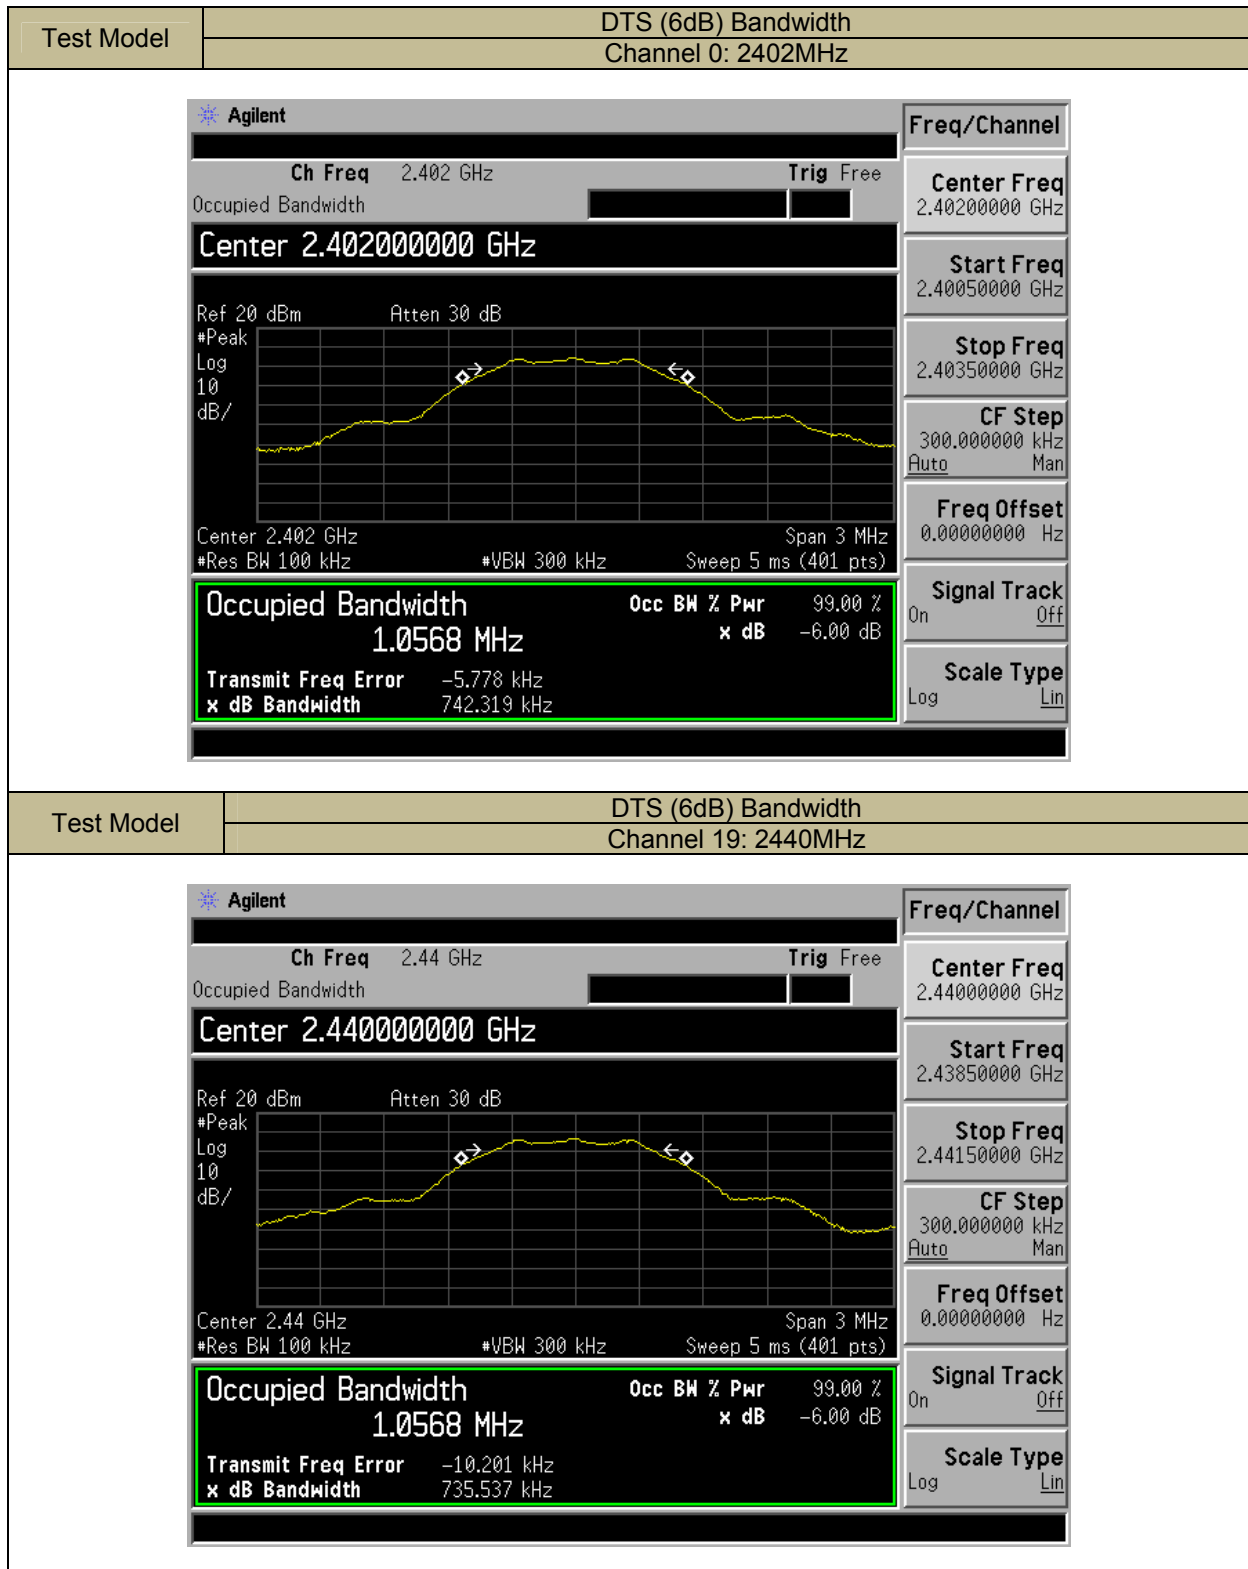 Test Model
DTS (6dB) Bandwidth
Channel 0: 2402MHz
Agilent
Freq/Channel
Ch Freq 2.402 GHz Trig Free
Occupied Bandwidth
Center 2.402000000 GHz
Ref 20 dBm Atten 30 dB
#Peak
Log
10
dB/
Center 2.402 GHz Span 3 MHz
#Res BW 100 kHz #VBW 300 kHz Sweep 5 ms (401 pts)
Occupied Bandwidth Occ BW % Pwr 99.00 %
1.0568 MHz x dB -6.00 dB
Transmit Freq Error -5.778 kHz
x dB Bandwidth 742.319 kHz
Center Freq
2.40200000 GHz
Start Freq
2.40050000 GHz
Stop Freq
2.40350000 GHz
CF Step
300.000000 kHz
Auto Man
Freq Offset
0.00000000 Hz
Signal Track
On Off
Scale Type
Log Lin
Test Model
DTS (6dB) Bandwidth
Channel 19: 2440MHz
Agilent
Freq/Channel
Ch Freq 2.44 GHz Trig Free
Occupied Bandwidth
Center 2.440000000 GHz
Ref 20 dBm Atten 30 dB
#Peak
Log
10
dB/
Center 2.44 GHz Span 3 MHz
#Res BW 100 kHz #VBW 300 kHz Sweep 5 ms (401 pts)
Occupied Bandwidth Occ BW % Pwr 99.00 %
1.0568 MHz x dB -6.00 dB
Transmit Freq Error -10.201 kHz
x dB Bandwidth 735.537 kHz
Center Freq
2.44000000 GHz
Start Freq
2.43850000 GHz
Stop Freq
2.44150000 GHz
CF Step
300.000000 kHz
Auto Man
Freq Offset
0.00000000 Hz
Signal Track
On Off
Scale Type
Log Lin